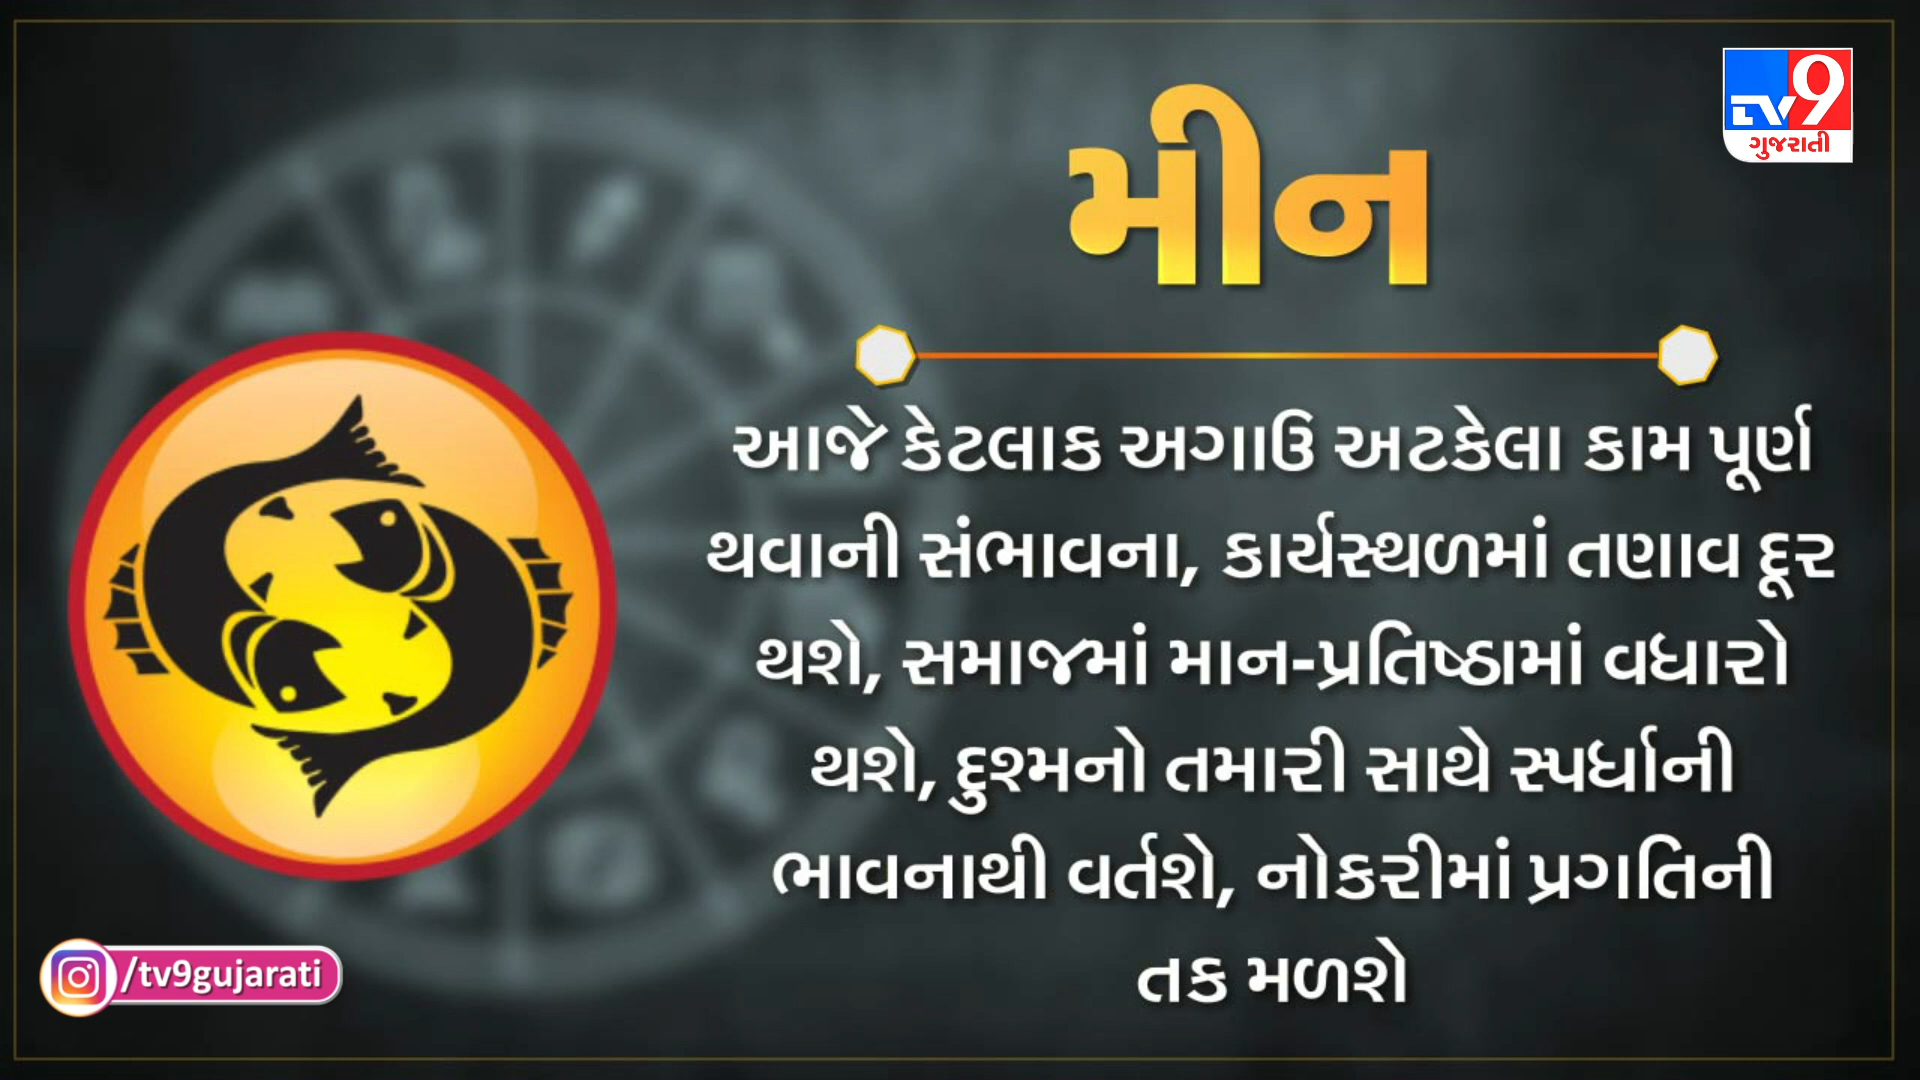 TV9
ગુજરાતી
મીન
આજે કેટલાક અગાઉ અટકેલા કામ પૂર્ણ
થવાની સંભાવના, કાર્યસ્થળમાં તણાવ દૂર
થશે, સમાજમાં માન-પ્રતિષ્ઠામાં વધારો
થશે, દુશ્મનો તમારી સાથે સ્પર્ધાની
ભાવનાથી વર્તશે, નોકરીમાં પ્રગતિની
તક મળશે
/tv9gujarati